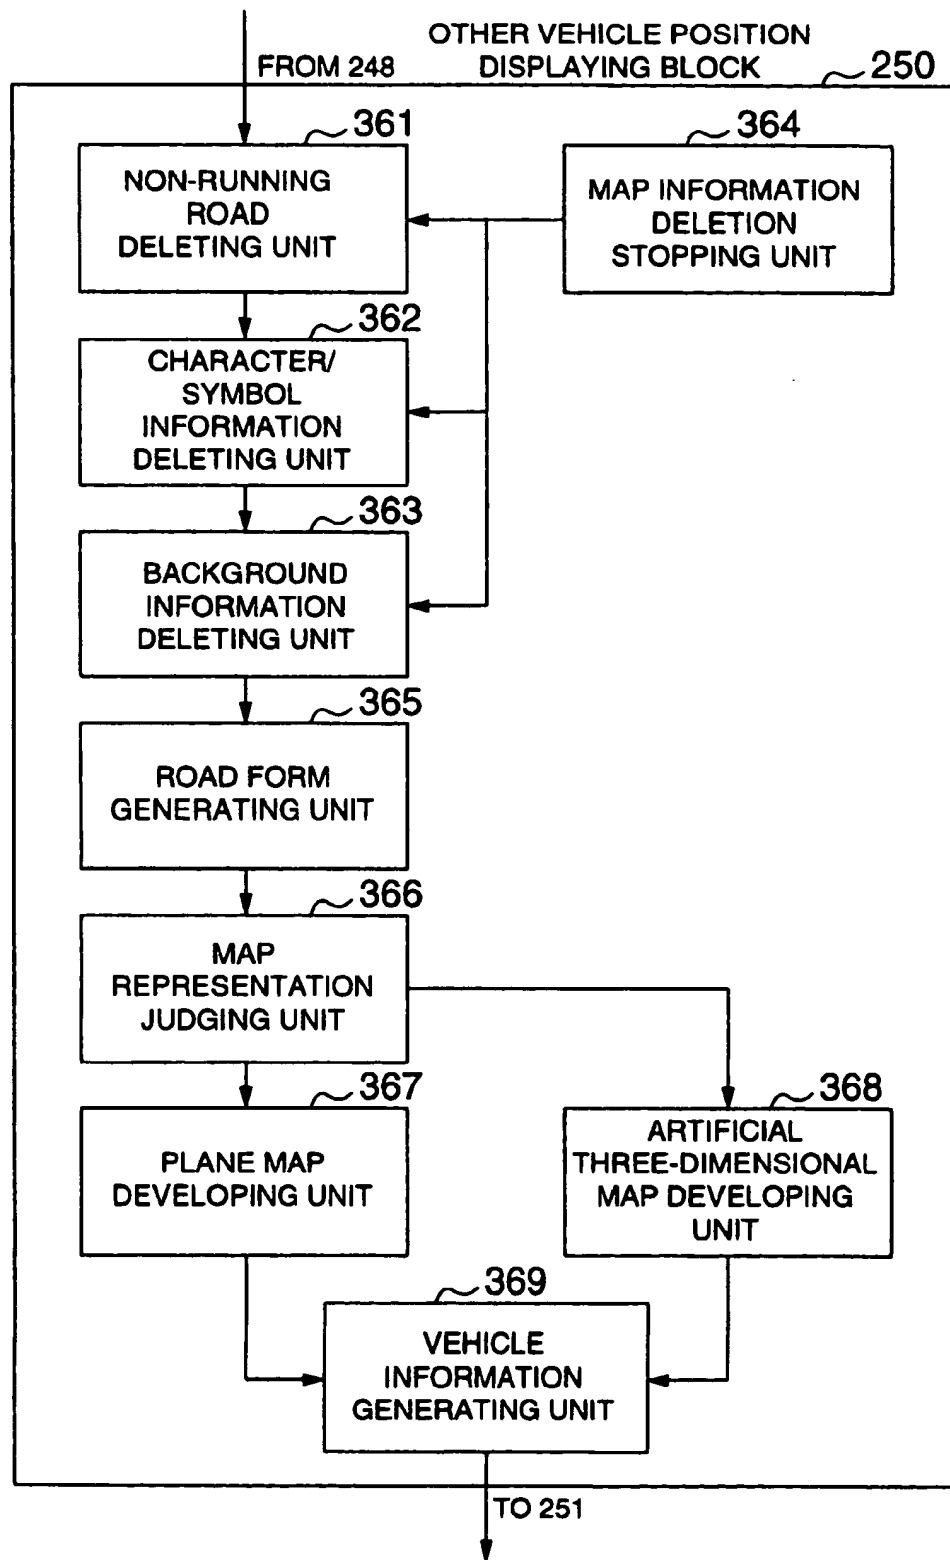 OTHER VEHICLE POSITION
DISPLAYING BLOCK
250
FROM 248
361
NON-RUNNING
ROAD
DELETING UNIT
364
MAP INFORMATION
DELETION
STOPPING UNIT
362
CHARACTER/
SYMBOL
INFORMATION
DELETING UNIT
363
BACKGROUND
INFORMATION
DELETING UNIT
365
ROAD FORM
GENERATING UNIT
366
MAP
REPRESENTATION
JUDGING UNIT
367
PLANE MAP
DEVELOPING UNIT
368
ARTIFICIAL
THREE-DIMENSIONAL
MAP DEVELOPING
UNIT
369
VEHICLE
INFORMATION
GENERATING UNIT
TO 251